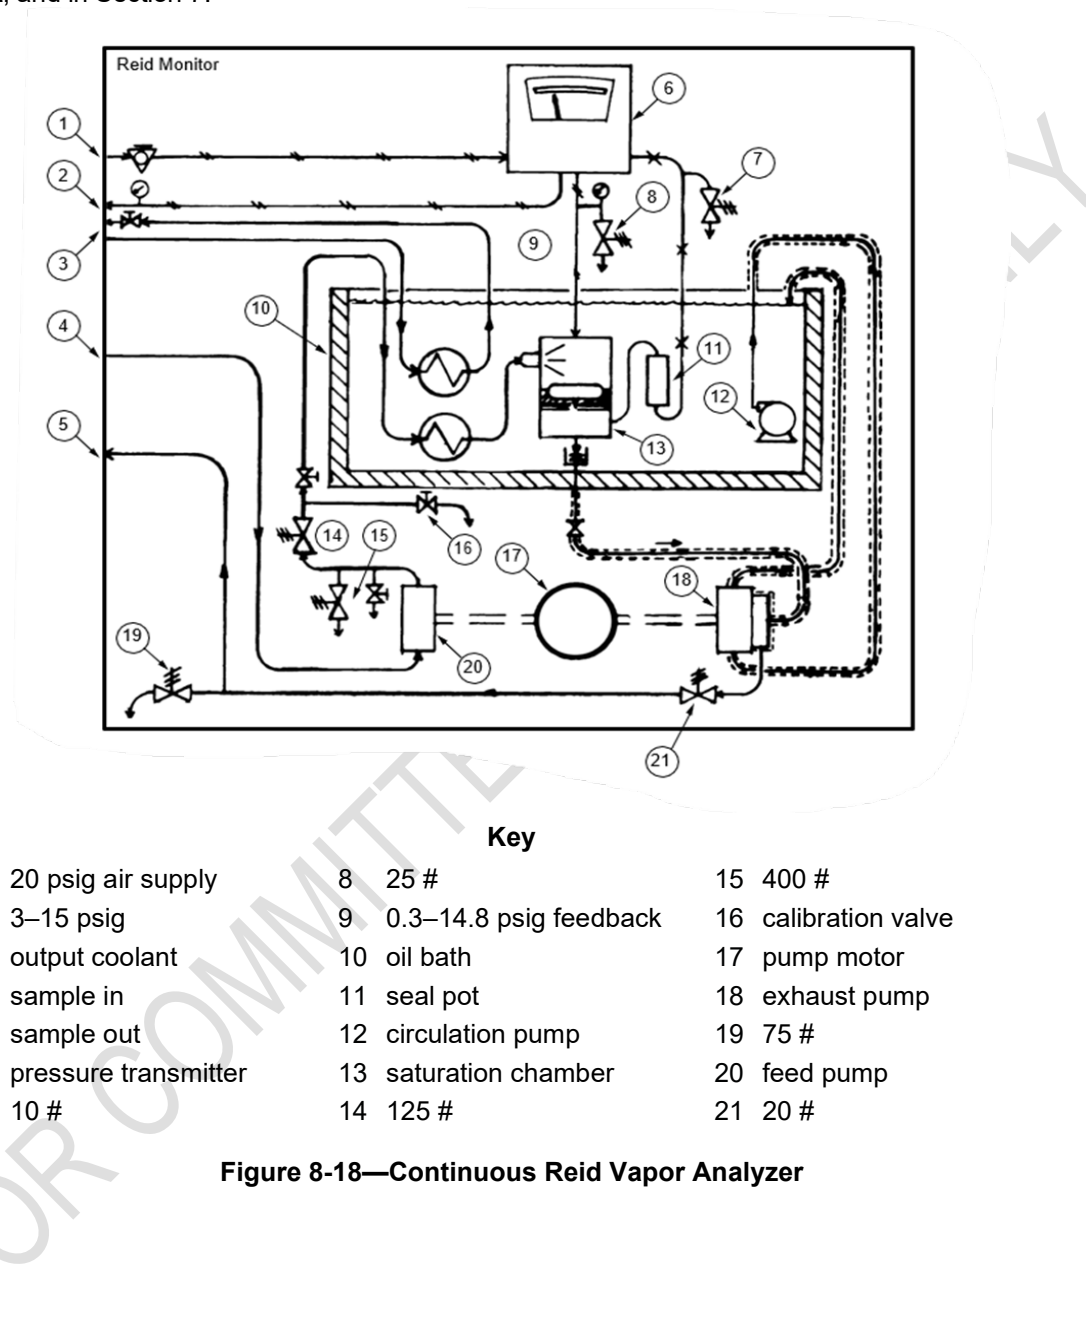 Reid Monitor
1
2
3
4
5
6
7
8
9
10
11
12
13
14
15
16
17
18
19
20
21
Key
20 psig air supply
3–15 psig
output coolant
sample in
sample out
pressure transmitter
10 #
8 25 #
9 0.3–14.8 psig feedback
10 oil bath
11 seal pot
12 circulation pump
13 saturation chamber
14 125 #
15 400 #
16 calibration valve
17 pump motor
18 exhaust pump
19 75 #
20 feed pump
21 20 #
Figure 8-18—Continuous Reid Vapor Analyzer
OR COMMITTE
LY